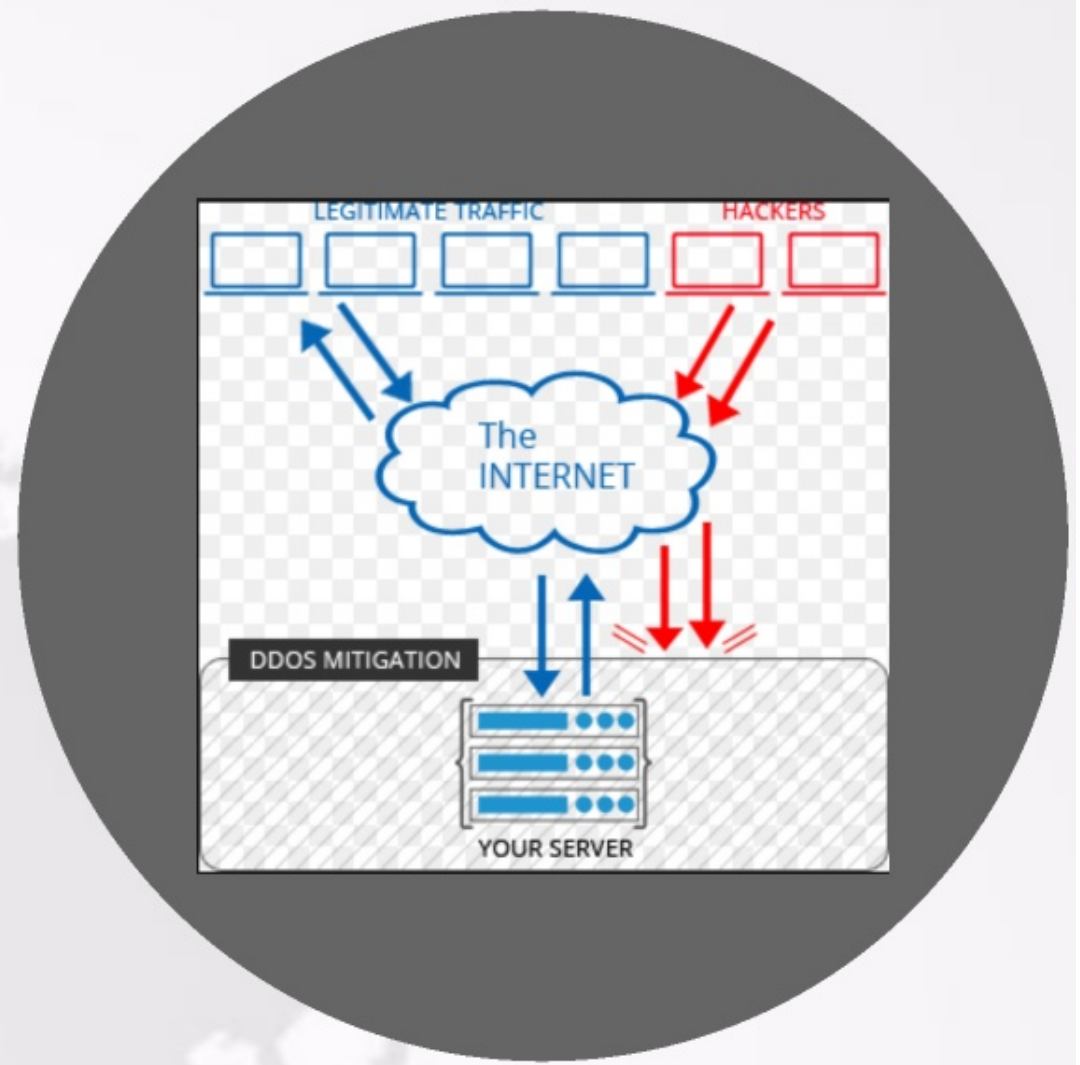 LEGITIMATE TRAFFIC
HACKERS
The
INTERNET
DDOS MITIGATION
YOUR SERVER